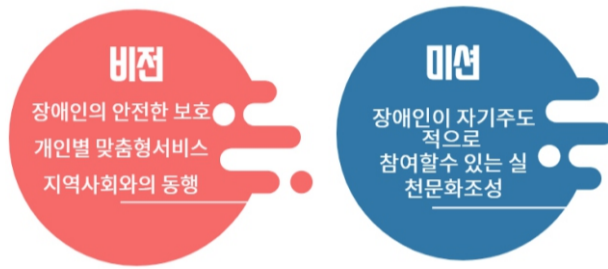 비전
장애인의 안전한 보호
개인별 맞춤형서비스
지역사회와의 동행
미션
장애인이 자기주도
적으로
참여할수 있는 실
천문화조성